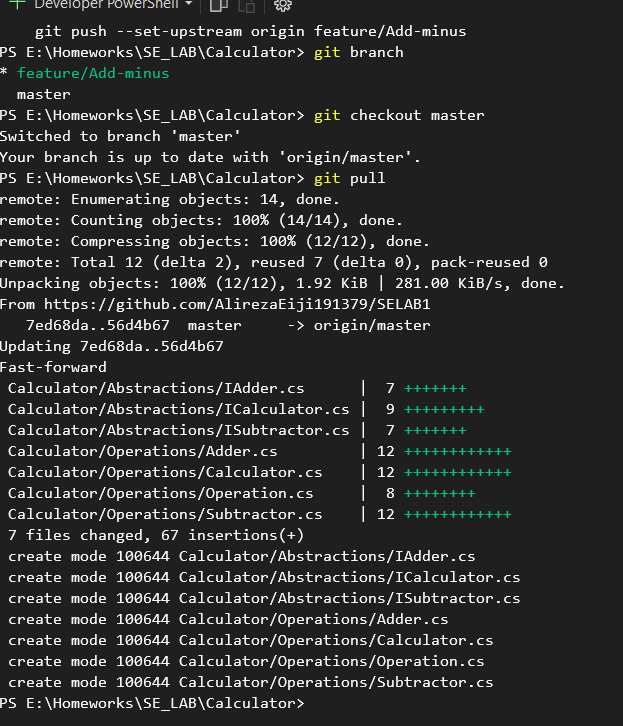 Developer PowerShell
git push --set-upstream origin feature/Add-minus
PS E:\Homeworks\SE_LAB\Calculator> git branch
* feature/Add-minus
master
PS E:\Homeworks\SE_LAB\Calculator> git checkout master
Switched to branch 'master'
Your branch is up to date with 'origin/master'.
PS E:\Homeworks\SE_LAB\Calculator> git pull
remote: Enumerating objects: 14, done.
remote: Counting objects: 100% (14/14), done.
remote: Compressing objects: 100% (12/12), done.
remote: Total 12 (delta 2), reused 7 (delta 0), pack-reused 0
Unpacking objects: 100% (12/12), 1.92 KiB | 281.00 KiB/s, done.
From https://github.com/AlirezaEiji191379/SELAB1
7ed68da..56d4b67  master     -> origin/master
Updating 7ed68da..56d4b67
Fast-forward
Calculator/Abstractions/IAdder.cs      |  7 +++++++
Calculator/Abstractions/ICalculator.cs |  9 +++++++++
Calculator/Abstractions/ISubtractor.cs |  7 +++++++
Calculator/Operations/Adder.cs         | 12 ++++++++++++
Calculator/Operations/Calculator.cs    | 12 ++++++++++++
Calculator/Operations/Operation.cs     |  8 ++++++++
Calculator/Operations/Subtractor.cs    | 12 ++++++++++++
7 files changed, 67 insertions(+)
create mode 100644 Calculator/Abstractions/IAdder.cs
create mode 100644 Calculator/Abstractions/ICalculator.cs
create mode 100644 Calculator/Abstractions/ISubtractor.cs
create mode 100644 Calculator/Operations/Adder.cs
create mode 100644 Calculator/Operations/Calculator.cs
create mode 100644 Calculator/Operations/Operation.cs
create mode 100644 Calculator/Operations/Subtractor.cs
PS E:\Homeworks\SE_LAB\Calculator>